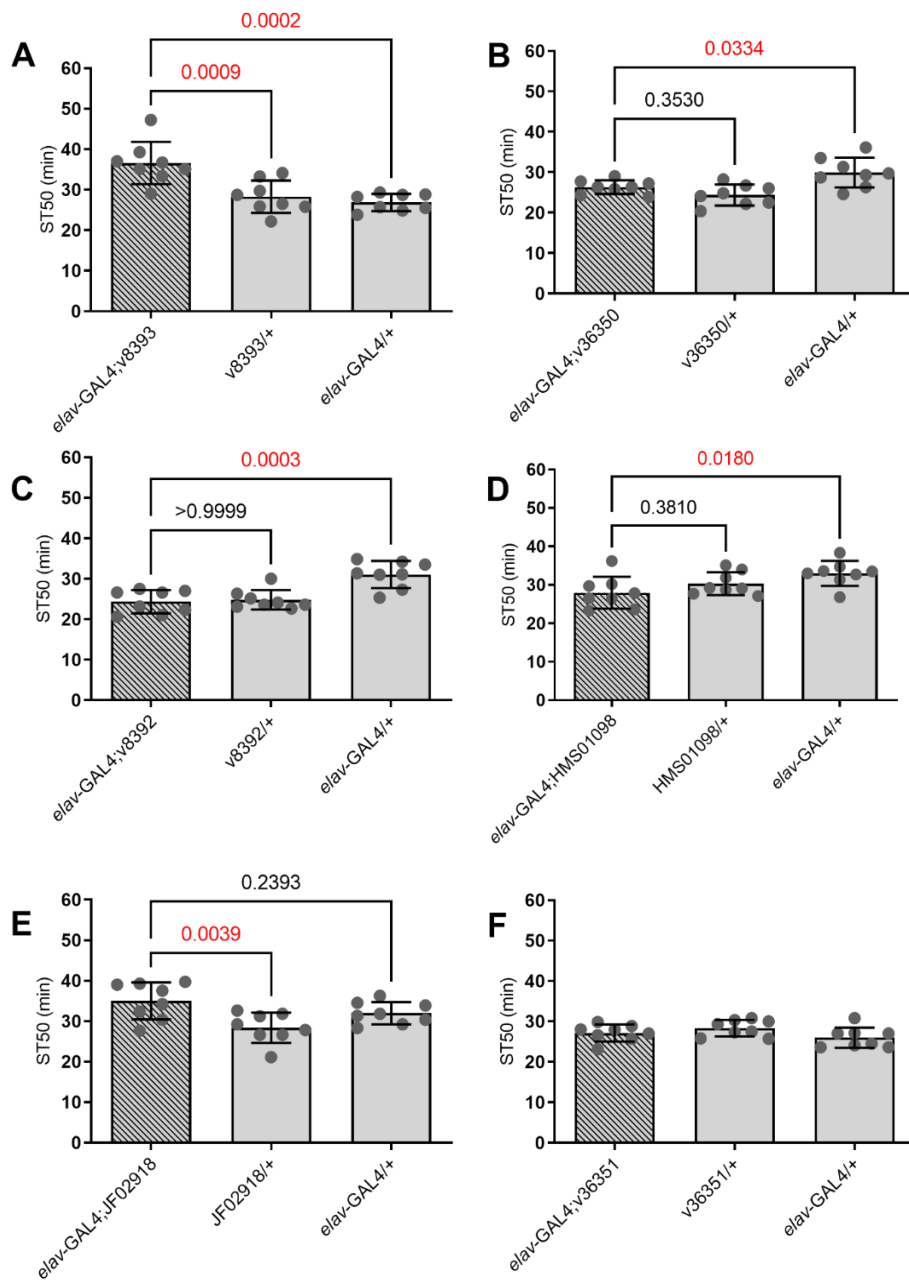 A
0.0002
0.0009
60
50
40
30
20
10
0
ST50 (min)
elav-GAL4;v8393
v8393/+
elav-GAL4/+
B
0.0334
0.3530
60
50
40
30
20
10
0
ST50 (min)
elav-GAL4;v36350
v36350/+
elav-GAL4/+
C
0.0003
>0.9999
60
50
40
30
20
10
0
ST50 (min)
elav-GAL4;v8392
v8392/+
elav-GAL4/+
D
0.0180
0.3810
60
50
40
30
20
10
0
ST50 (min)
elav-GAL4;HMS01098
HMS01098/+
elav-GAL4/+
E
0.2393
0.0039
60
50
40
30
20
10
0
ST50 (min)
elav-GAL4;JF02918
JF02918/+
elav-GAL4/+
F
60
50
40
30
20
10
0
ST50 (min)
elav-GAL4;v36351
v36351/+
elav-GAL4/+